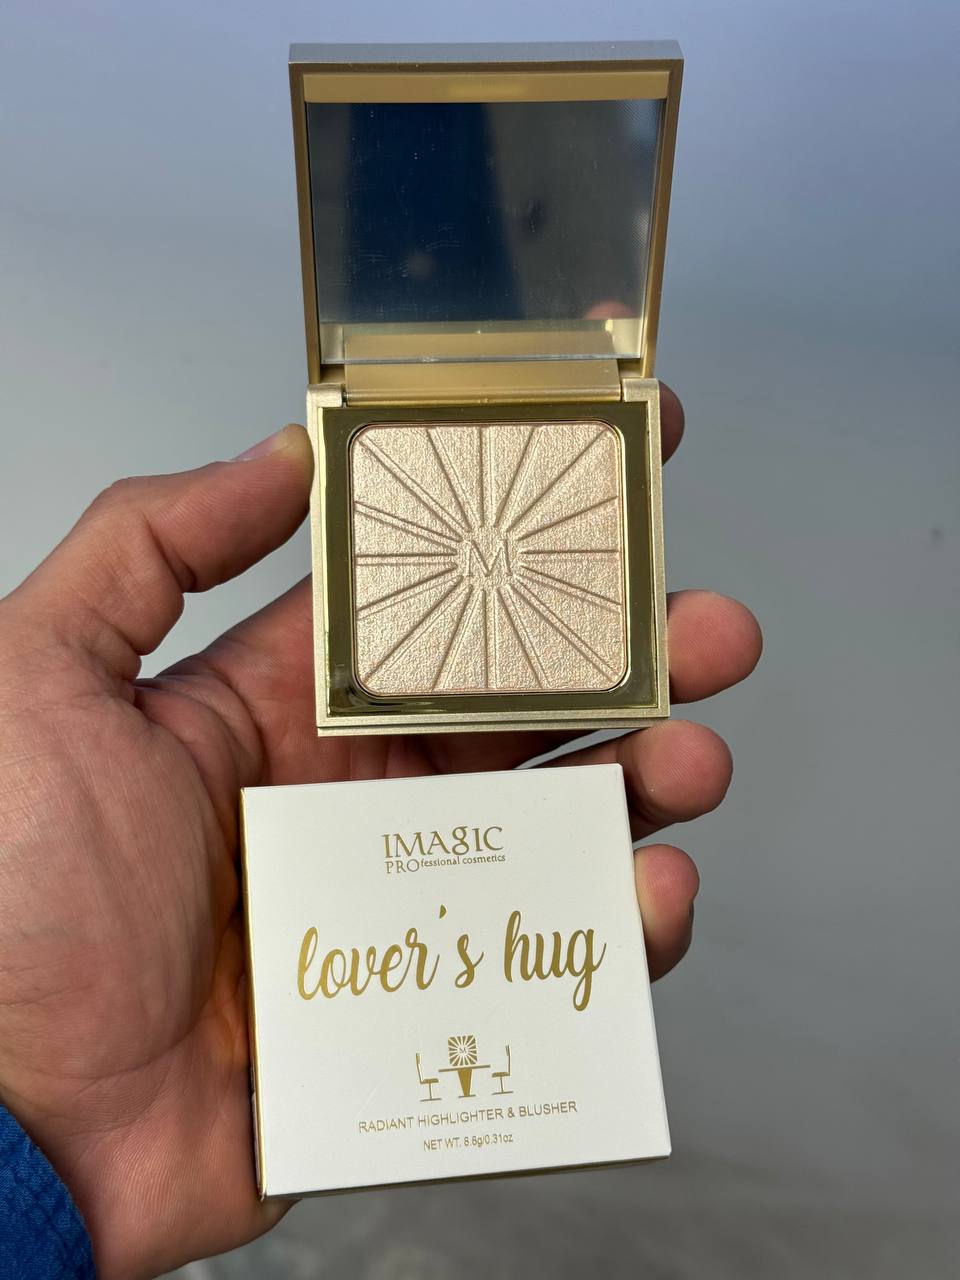 M
IMAGIC
PROfessional cosmetics
lover's hug
RADIANT HIGHLIGHTER & BLUSHER
NET WT. 8.8g/0.31oz